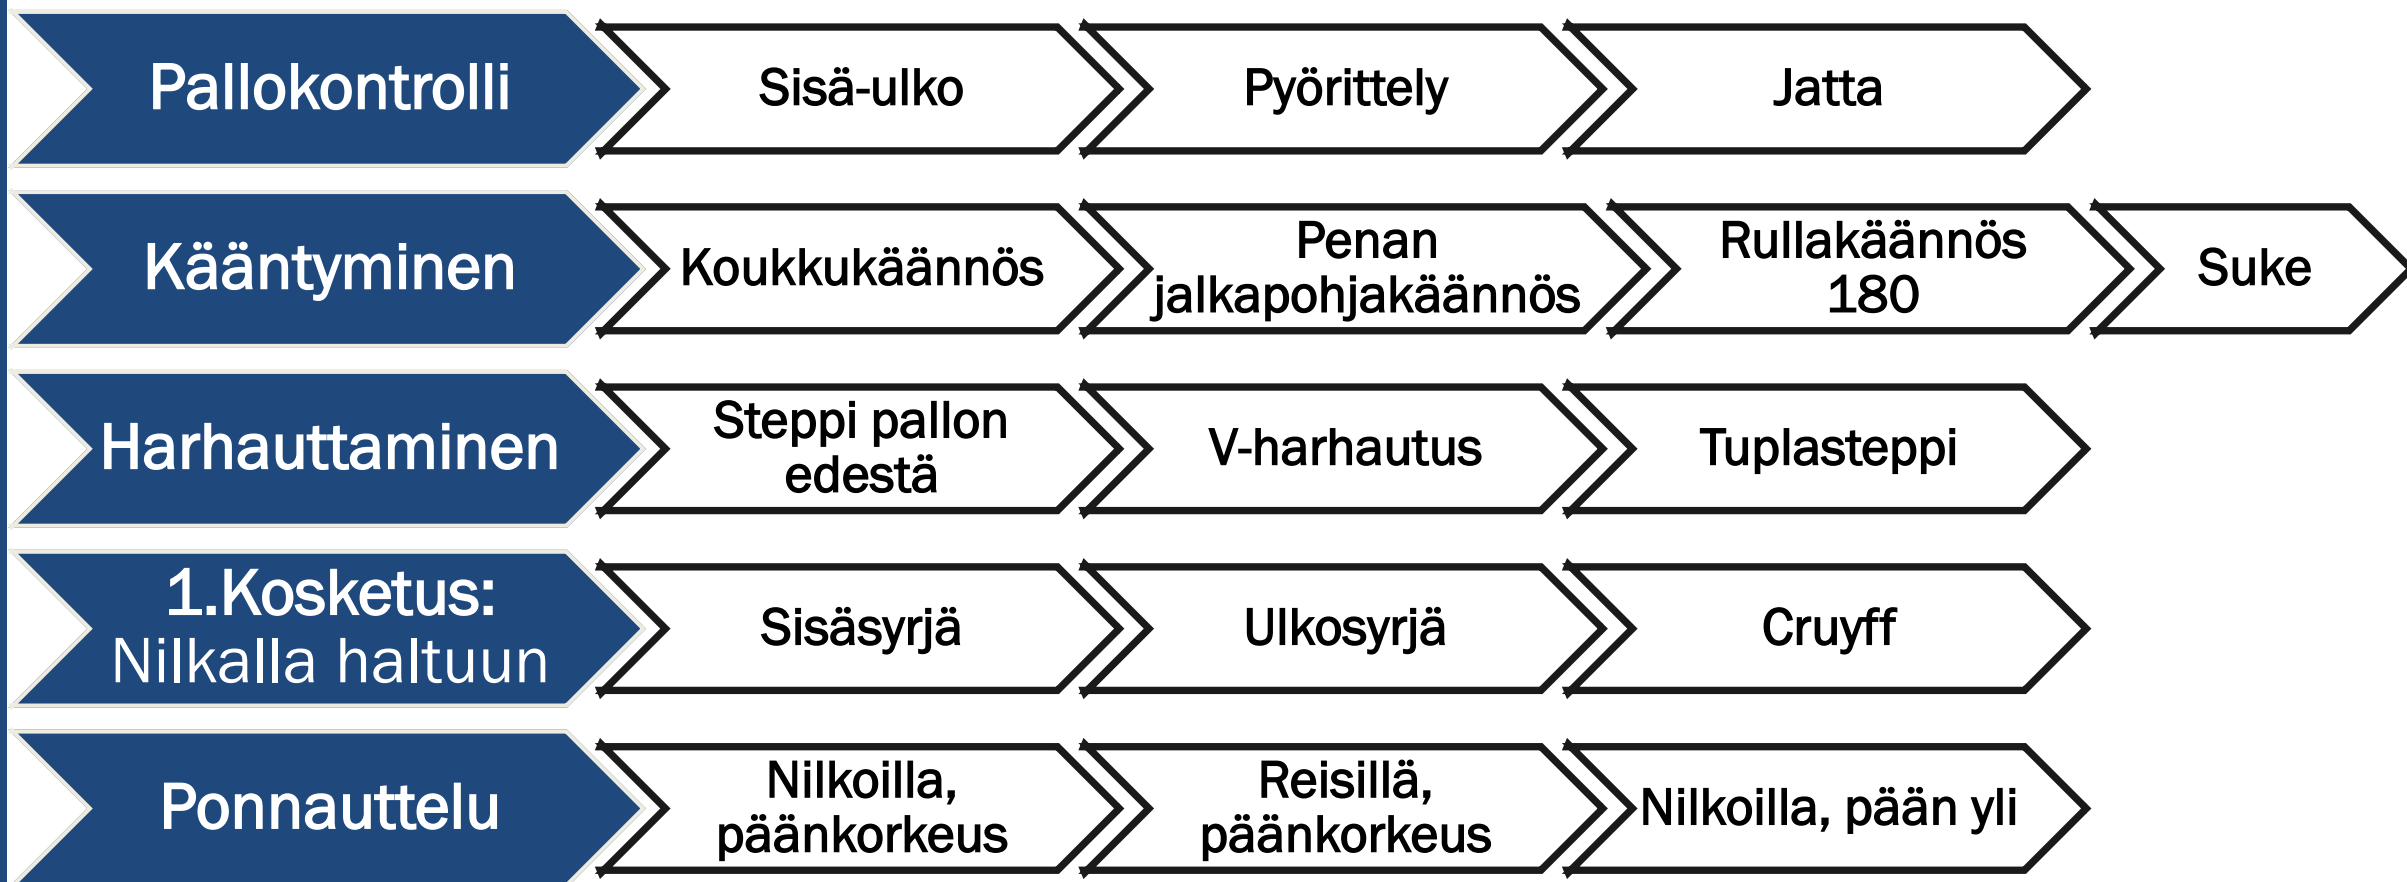 Pallokontrolli
Sisä-ulko
Pyörittely
Jatta
Kääntyminen
Koukkukäännös
Penan
jalkapohjakäännös
Rullakäännös
180
Suke
Harhauttaminen
Steppi pallon
edestä
V-harhautus
Tuplasteppi
1.Kosketus:
Nilkalla haltuun
Sisäsyrjä
Ulkosyrjä
Cruyff
Ponnauttelu
Nilkoilla,
päänkorkeus
Reisillä,
päänkorkeus
Nilkoilla, pään yli